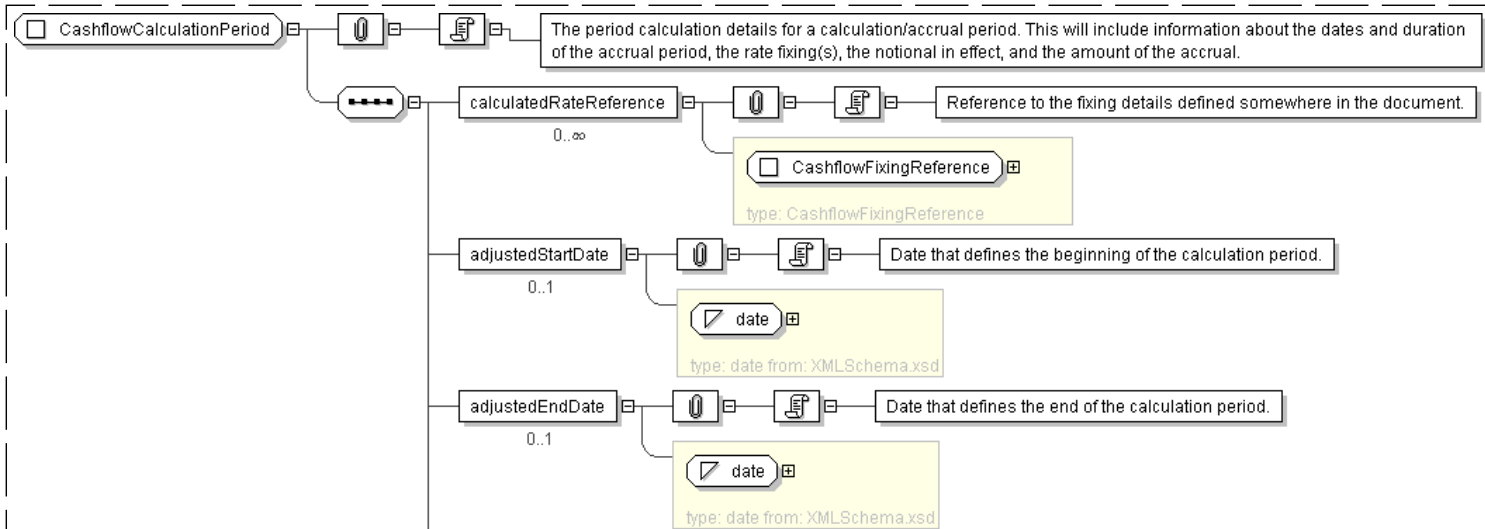 CashflowCalculationPeriod
The period calculation details for a calculation/accrual period. This will include information about the dates and duration
of the accrual period, the rate fixing(s), the notional in effect, and the amount of the accrual.
calculatedRateReference
Reference to the fixing details defined somewhere in the document.
0..∞
CashflowFixingReference
type: CashflowFixingReference
adjustedStartDate
Date that defines the beginning of the calculation period.
0..1
date
type: date from: XMLSchema.xsd
adjustedEndDate
Date that defines the end of the calculation period.
0..1
date
type: date from: XMLSchema.xsd